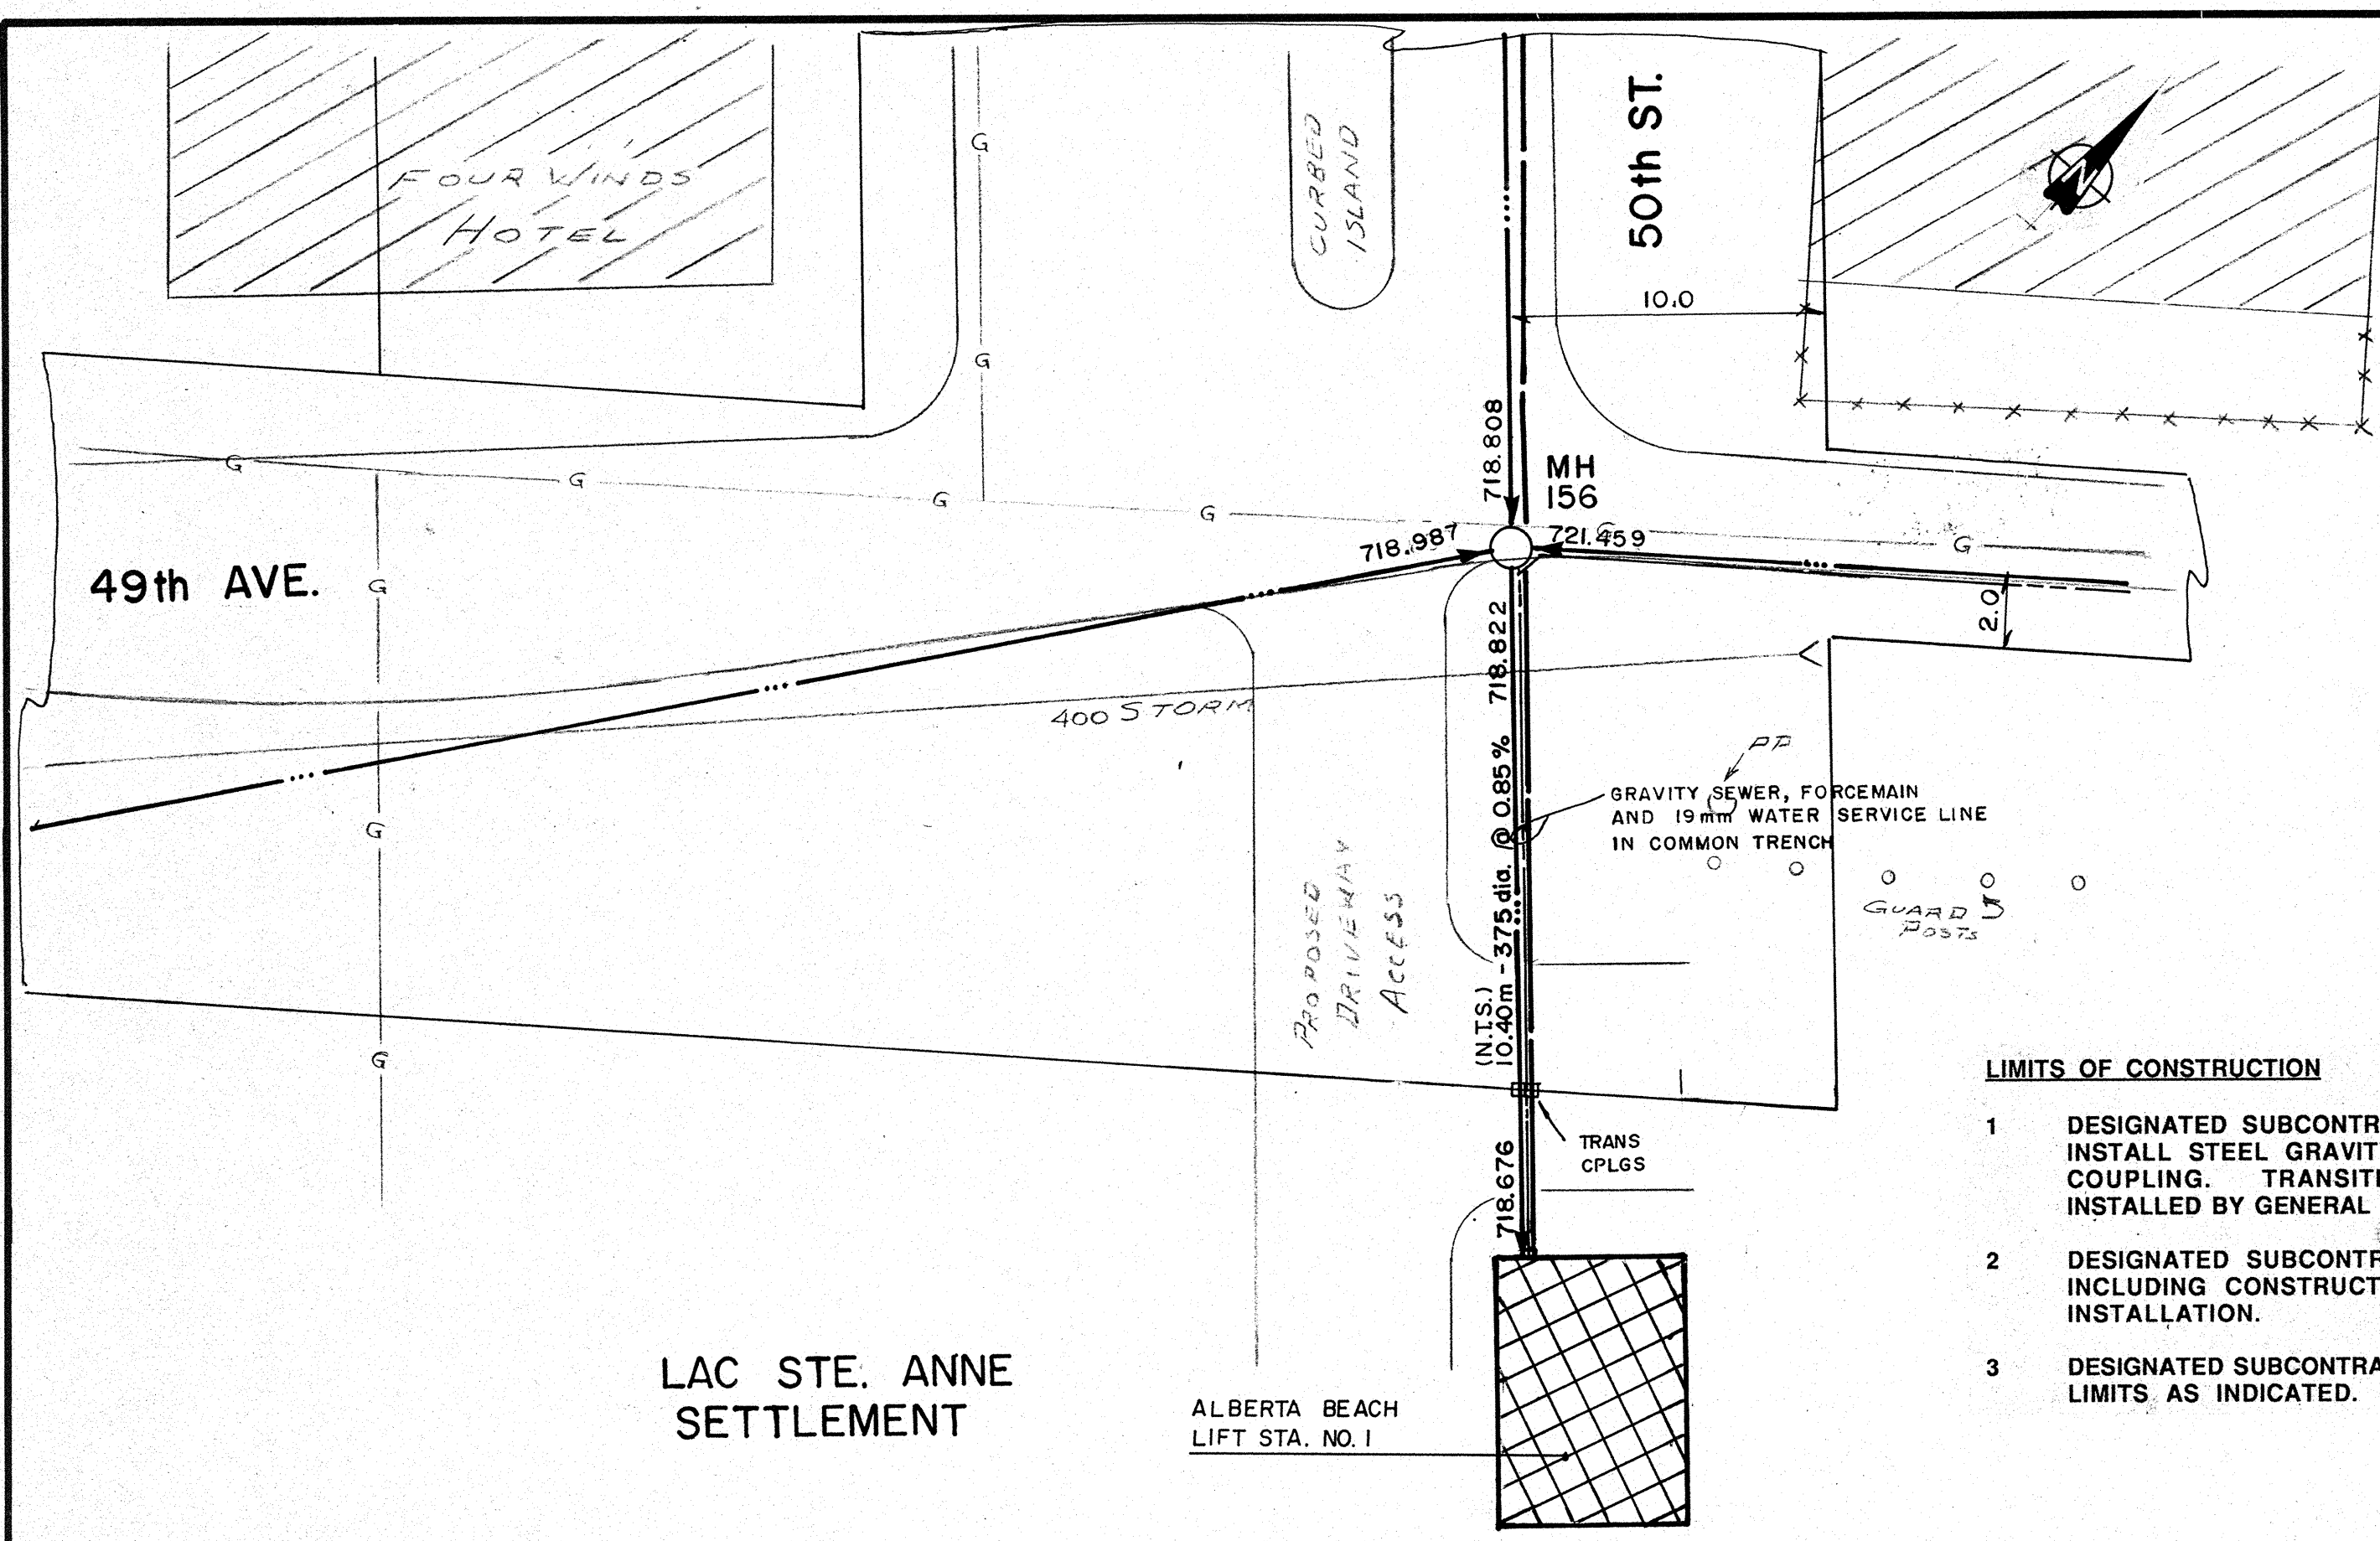 FOUR WINDS
HOTEL
CURBED
ISLAND
50th ST.
10.0
G
G
718.808
MH
156
G
G
G
G
G
G
718.987
721.459
49th AVE.
G
2.0
718.822
400 STORM
PP
GRAVITY SEWER, FORCEMAIN
AND 19mm WATER SERVICE LINE
IN COMMON TRENCH
G
PROPOSED
DRIVEWAY
ACCESS
(N.T.S.)
10.40m - 375 dia. @ 0.85%
GUARD
POSTS
G
TRANS
CPLGS
718.676
LIMITS OF CONSTRUCTION
1 DESIGNATED SUBCONTR
INSTALL STEEL GRAVIT
COUPLING. TRANSITI
INSTALLED BY GENERAL
2 DESIGNATED SUBCONTR
INCLUDING CONSTRUCT
INSTALLATION.
3 DESIGNATED SUBCONTRA
LIMITS AS INDICATED.
LAC STE. ANNE
SETTLEMENT
ALBERTA BEACH
LIFT STA. NO. 1